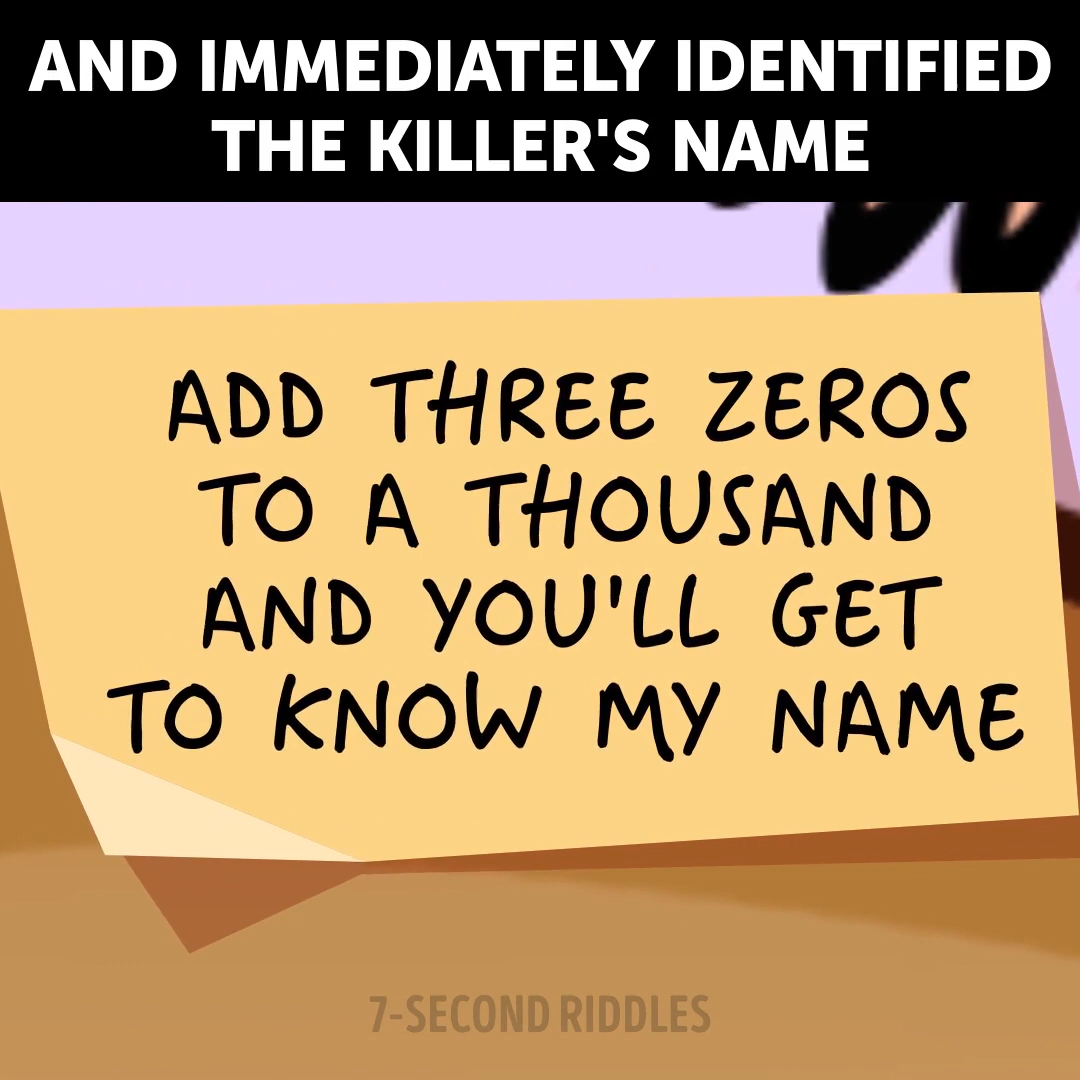 AND IMMEDIATELY IDENTIFIED
THE KILLER'S NAME
ADD THREE ZEROS
TO A THOUSAND
AND YOU'LL GET
TO KNOW MY NAME
7-SECOND RIDDLES